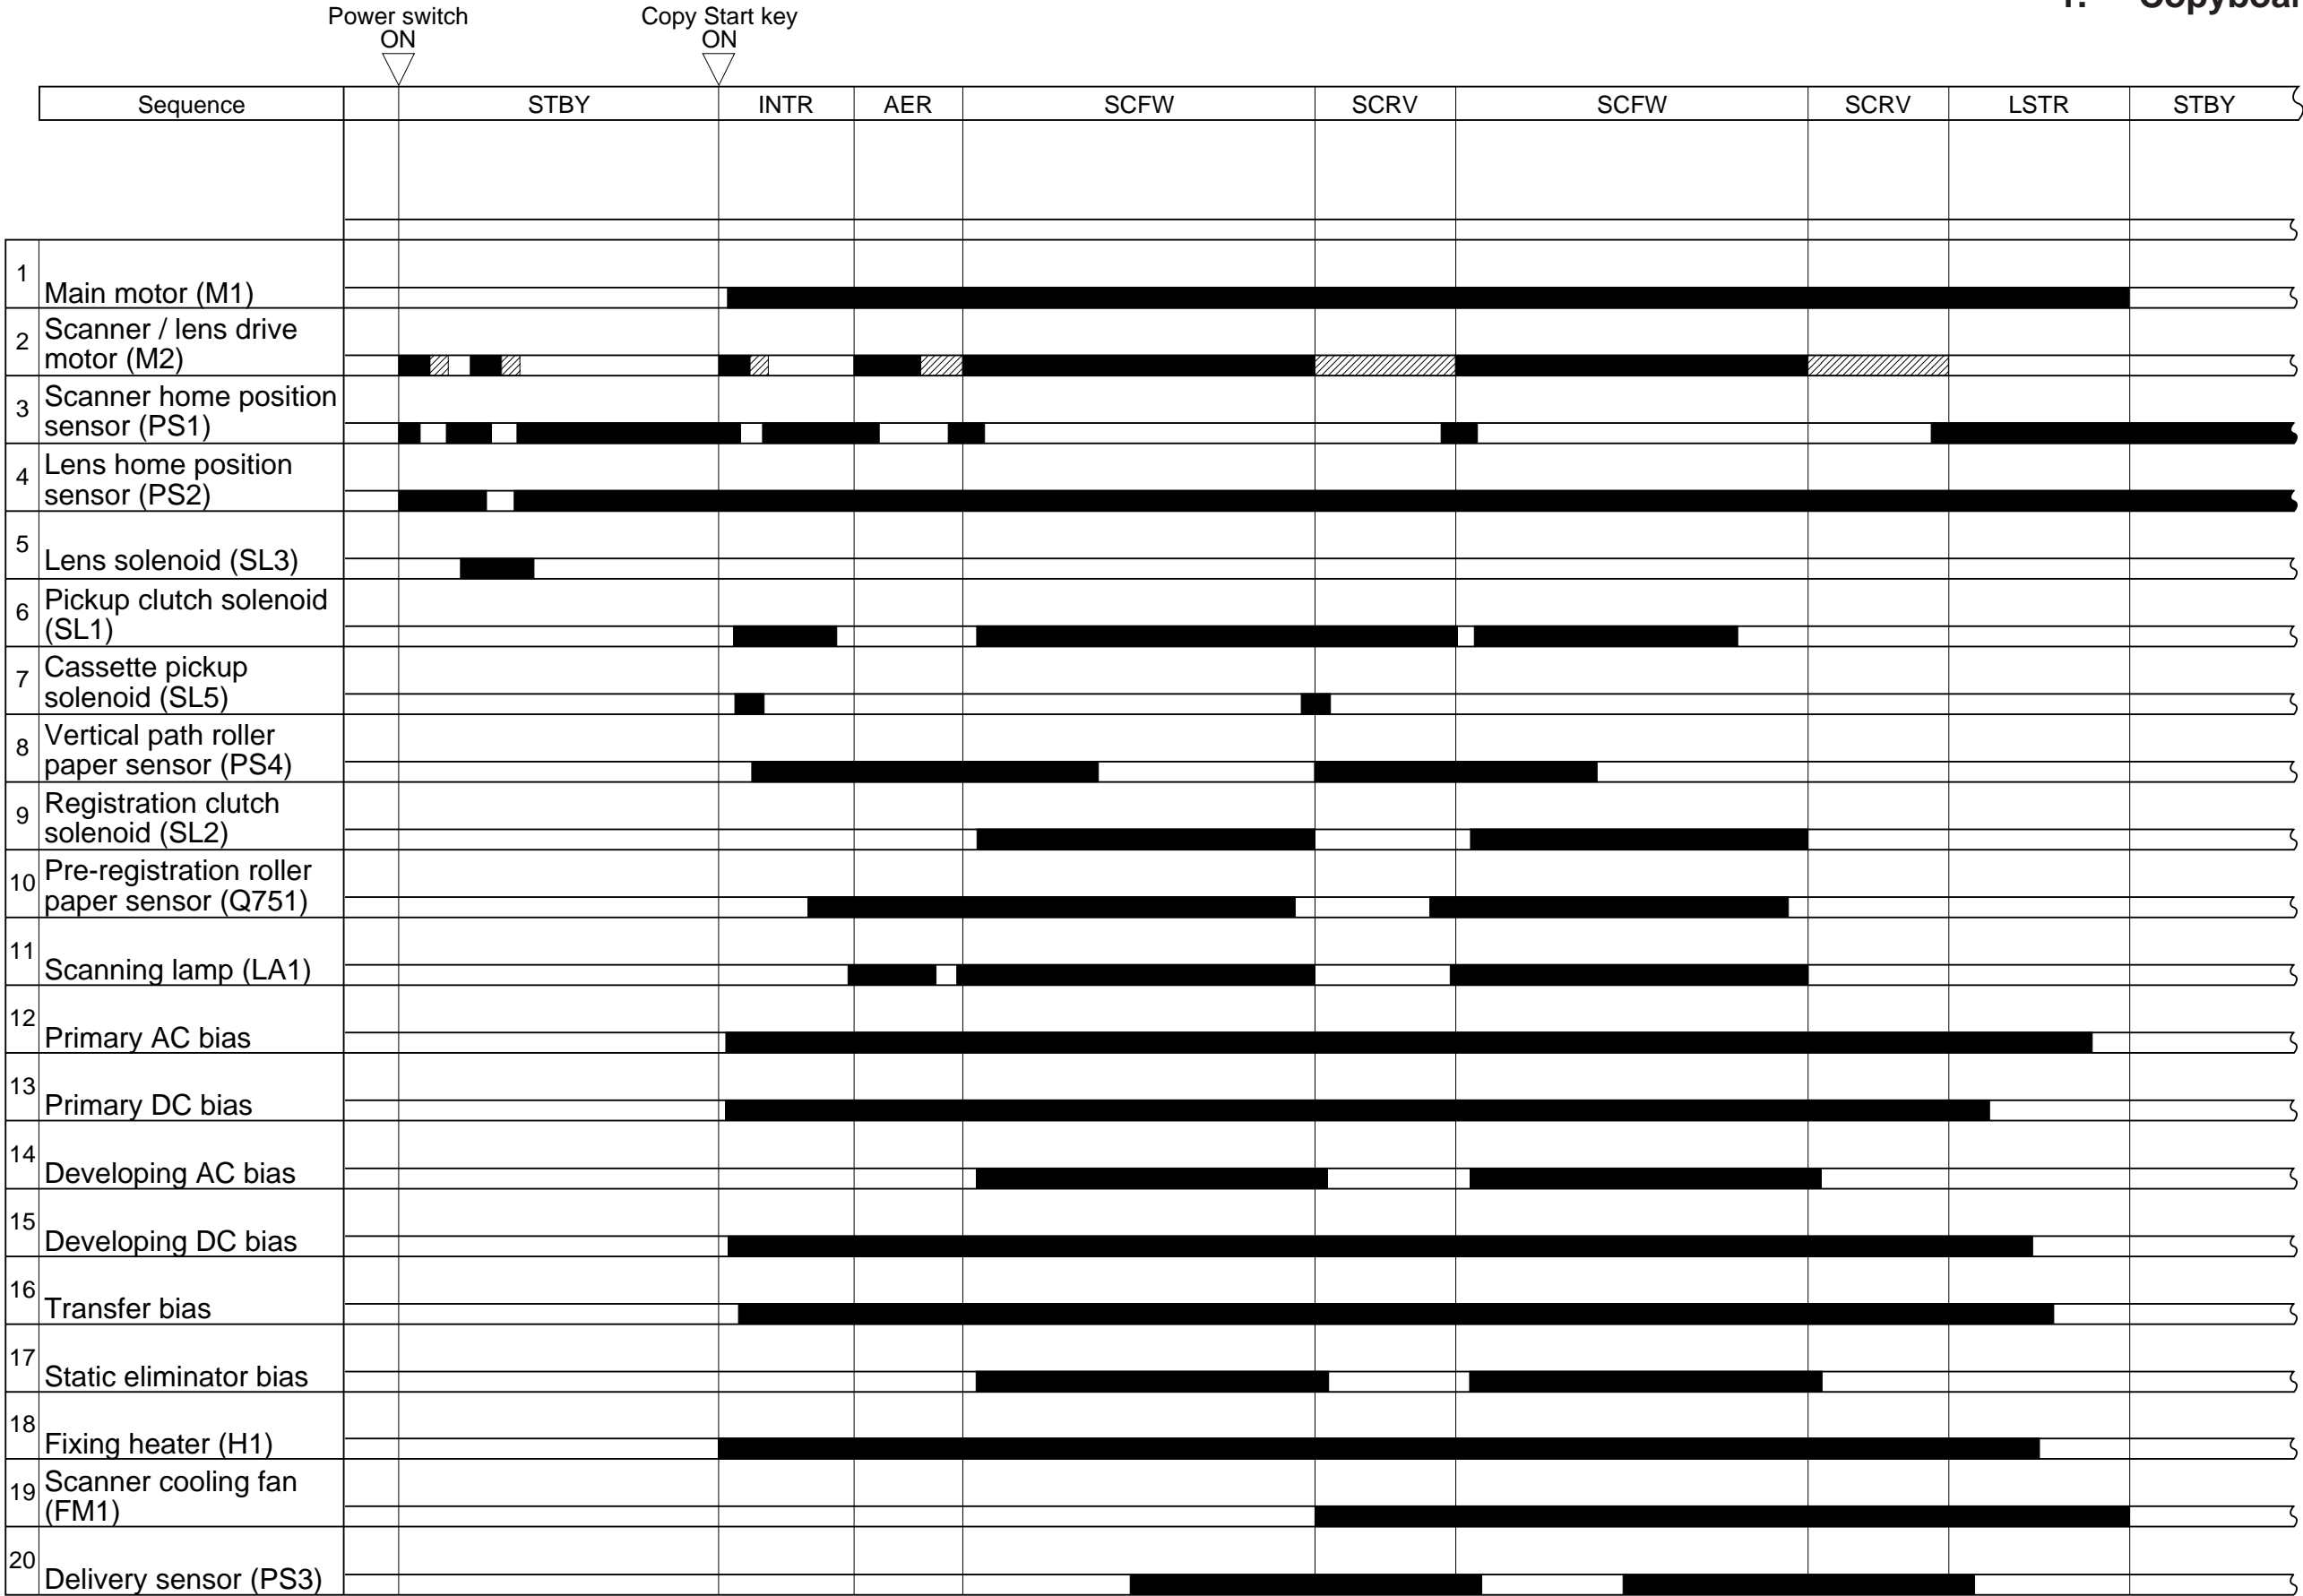 Power switch
ON
Copy Start key
ON
Sequence STBY INTR AER SCFW SCRV SCFW SCRV LSTR STBY
1 Main motor (M1)
2 Scanner / lens drive
motor (M2)
3 Scanner home position
sensor (PS1)
4 Lens home position
sensor (PS2)
5 Lens solenoid (SL3)
6 Pickup clutch solenoid
(SL1)
7 Cassette pickup
solenoid (SL5)
8 Vertical path roller
paper sensor (PS4)
9 Registration clutch
solenoid (SL2)
10 Pre-registration roller
paper sensor (Q751)
11 Scanning lamp (LA1)
12 Primary AC bias
13 Primary DC bias
14 Developing AC bias
15 Developing DC bias
16 Transfer bias
17 Static eliminator bias
18 Fixing heater (H1)
19 Scanner cooling fan
(FM1)
20 Delivery sensor (PS3)